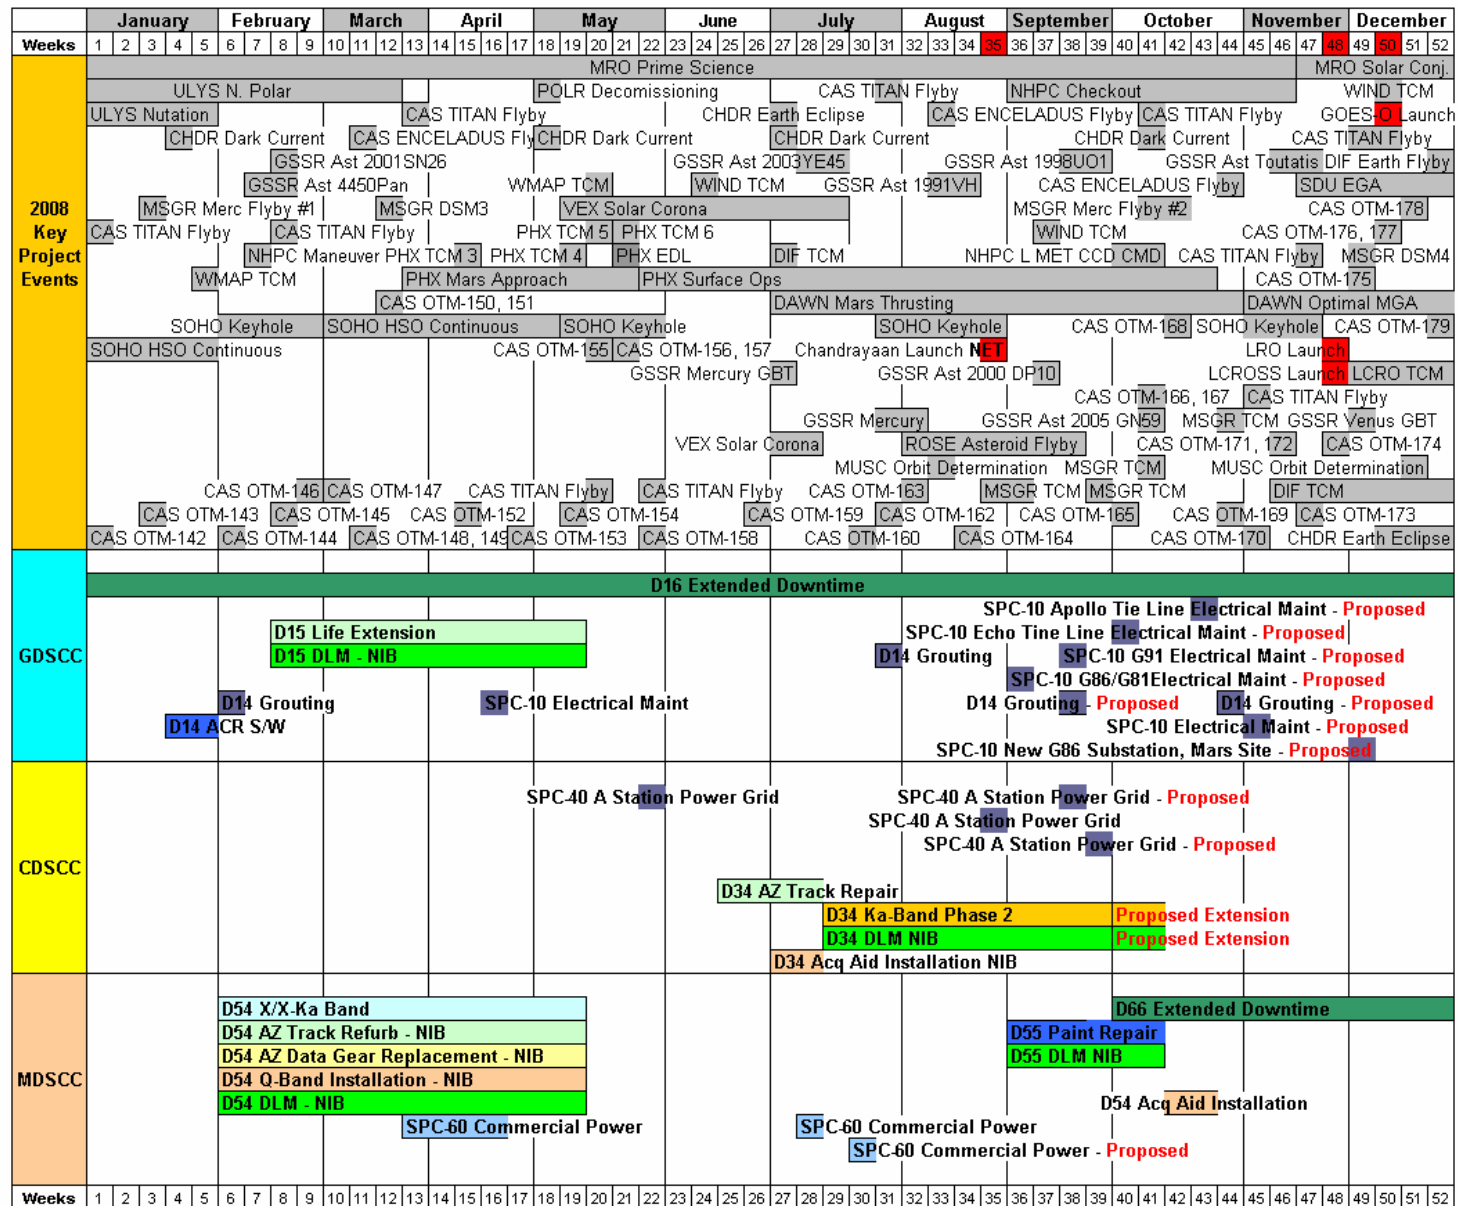 January February March April May June July August September October November December
Weeks 1 2 3 4 5 6 7 8 9 10 11 12 13 14 15 16 17 18 19 20 21 22 23 24 25 26 27 28 29 30 31 32 33 34 35 36 37 38 39 40 41 42 43 44 45 46 47 48 49 50 51 52
2008 Key Project Events
MRO Prime Science MRO Solar Conj.
ULYS N. Polar POLR Decomissioning CAS TITAN Flyby NHPC Checkout WIND TCM
ULYS Nutation CAS TITAN Flyby CHDR Earth Eclipse CAS ENCELADUS Flyby CAS TITAN Flyby GOES-O Launch
CHDR Dark Current CAS ENCELADUS Fly CHDR Dark Current CHDR Dark Current CHDR Dark Current CAS TITAN Flyby
GSSR Ast 2001SN26 GSSR Ast 2003YE45 GSSR Ast 1998UO1 GSSR Ast Toutatis DIF Earth Flyby
GSSR Ast 4450Pan WMAP TCM WIND TCM GSSR Ast 1991VH CAS ENCELADUS Flyby SDU EGA
MSGR Merc Flyby #1 MSGR DSM3 VEX Solar Corona MSGR Merc Flyby #2 CAS OTM-178
CAS TITAN Flyby CAS TITAN Flyby PHX TCM 5 PHX TCM 6 WIND TCM CAS OTM-176, 177
NHPC Maneuver PHX TCM 3 PHX TCM 4 PHX EDL DIF TCM NHPC L MET CCD CMD CAS TITAN Flyby MSGR DSM4
WMAP TCM PHX Mars Approach PHX Surface Ops CAS OTM-175
CAS OTM-150, 151 DAWN Mars Thrusting DAWN Optimal MGA
SOHO Keyhole SOHO HSO Continuous SOHO Keyhole SOHO Keyhole CAS OTM-168 SOHO Keyhole CAS OTM-179
SOHO HSO Continuous CAS OTM-155 CAS OTM-156, 157 Chandrayaan Launch NET LRO Launch
GSSR Mercury GBT GSSR Ast 2000 DP10 LCROSS Launch LCRO TCM
CAS OTM-166, 167 CAS TITAN Flyby
GSSR Mercury GSSR Ast 2005 GN59 MSGR TCM GSSR Venus GBT
VEX Solar Corona ROSE Asteroid Flyby CAS OTM-171, 172 CAS OTM-174
MUSC Orbit Determination MSGR TCM MUSC Orbit Determination
CAS OTM-146 CAS OTM-147 CAS TITAN Flyby CAS TITAN Flyby CAS OTM-163 MSGR TCM MSGR TCM DIF TCM
CAS OTM-143 CAS OTM-145 CAS OTM-152 CAS OTM-154 CAS OTM-159 CAS OTM-162 CAS OTM-165 CAS OTM-169 CAS OTM-173
CAS OTM-142 CAS OTM-144 CAS OTM-148, 149 CAS OTM-153 CAS OTM-158 CAS OTM-160 CAS OTM-164 CAS OTM-170 CHDR Earth Eclipse
GDSCC
D16 Extended Downtime
SPC-10 Apollo Tie Line Electrical Maint - Proposed
D15 Life Extension SPC-10 Echo Tine Line Electrical Maint - Proposed
D15 DLM - NIB D14 Grouting SPC-10 G91 Electrical Maint - Proposed
SPC-10 G86/G81Electrical Maint - Proposed
D14 Grouting SPC-10 Electrical Maint D14 Grouting - Proposed D14 Grouting - Proposed
D14 ACR S/W SPC-10 Electrical Maint - Proposed
SPC-10 New G86 Substation, Mars Site - Proposed
CDSCC
SPC-40 A Station Power Grid SPC-40 A Station Power Grid - Proposed
SPC-40 A Station Power Grid
SPC-40 A Station Power Grid - Proposed
D34 AZ Track Repair
D34 Ka-Band Phase 2 Proposed Extension
D34 DLM NIB Proposed Extension
D34 Acq Aid Installation NIB
MDSCC
D54 X/X-Ka Band D66 Extended Downtime
D54 AZ Track Refurb - NIB D55 Paint Repair
D54 AZ Data Gear Replacement - NIB D55 DLM NIB
D54 Q-Band Installation - NIB
D54 DLM - NIB D54 Acq Aid Installation
SPC-60 Commercial Power SPC-60 Commercial Power
SPC-60 Commercial Power - Proposed
Weeks 1 2 3 4 5 6 7 8 9 10 11 12 13 14 15 16 17 18 19 20 21 22 23 24 25 26 27 28 29 30 31 32 33 34 35 36 37 38 39 40 41 42 43 44 45 46 47 48 49 50 51 52